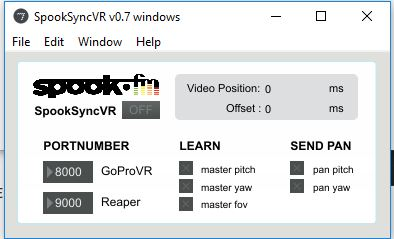 SpookSyncVR v0.7 windows
File Edit Window Help
spook.fm
SpookSyncVR OFF
Video Position: 0 ms
Offset : 0 ms
PORTNUMBER
8000 GoProVR
9000 Reaper
LEARN
master pitch
master yaw
master fov
SEND PAN
pan pitch
pan yaw